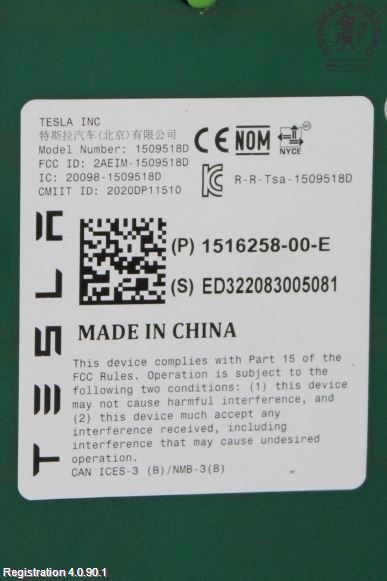 TESLA INC
特斯拉汽车(北京)有限公司
Model Number: 1509518D
FCC ID: 2AEIM-1509518D
IC: 20098-1509518D
CMIIT ID: 2020DP11510
CE NOM NYCE
R-R-Tsa-1509518D
TESLA
(P) 1516258-00-E
(S) ED322083005081
MADE IN CHINA
This device complies with Part 15 of the
FCC Rules. Operation is subject to the
following two conditions: (1) this device
may not cause harmful interference, and
(2) this device much accept any
interference received, including
interference that may cause undesired
operation.
CAN ICES-3 (B)/NMB-3(B)
Registration 4.0.90.1